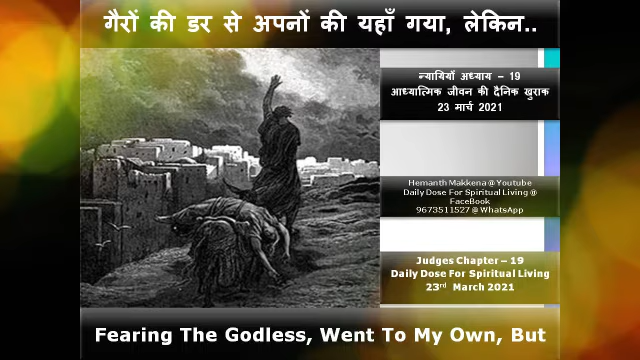 गैरों की डर से अपनों की यहाँ गया, लेकिन..
न्यायियों अध्याय – 19
आध्यात्मिक जीवन की दैनिक खुराक
23 मार्च 2021
Hemanth Makkena @ Youtube
Daily Dose For Spiritual Living @
FaceBook
9673511527 @ WhatsApp
Judges Chapter – 19
Daily Dose For Spiritual Living
23rd March 2021
Fearing The Godless, Went To My Own, But